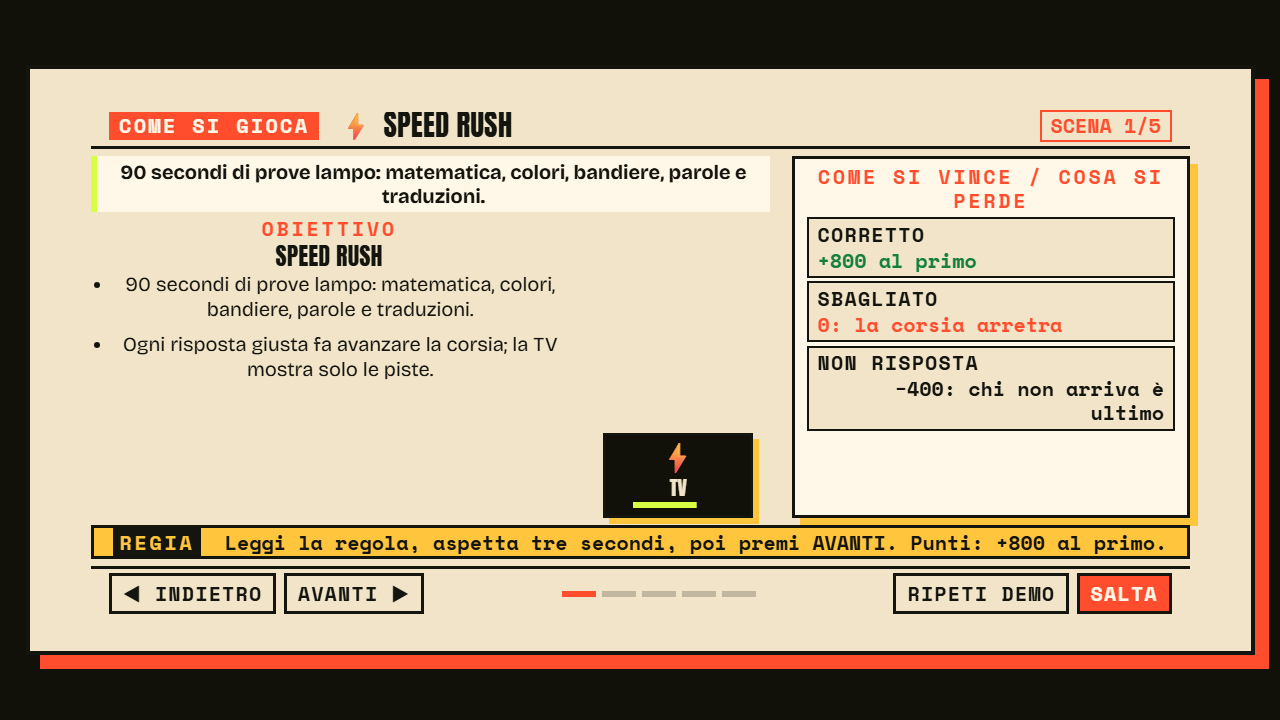 COME SI GIOCA
SPEED RUSH
SCENA 1/5
90 secondi di prove lampo: matematica, colori, bandiere, parole e
traduzioni.
OBIETTIVO
SPEED RUSH
• 90 secondi di prove lampo: matematica, colori,
bandiere, parole e traduzioni.
• Ogni risposta giusta fa avanzare la corsia; la TV
mostra solo le piste.
TV
COME SI VINCE / COSA SI
PERDE
CORRETTO
+800 al primo
SBAGLIATO
0: la corsia arretra
NON RISPOSTA
−400: chi non arriva è
ultimo
REGIA Leggi la regola, aspetta tre secondi, poi premi AVANTI. Punti: +800 al primo.
◀ INDIETRO
AVANTI ▶
RIPETI DEMO
SALTA